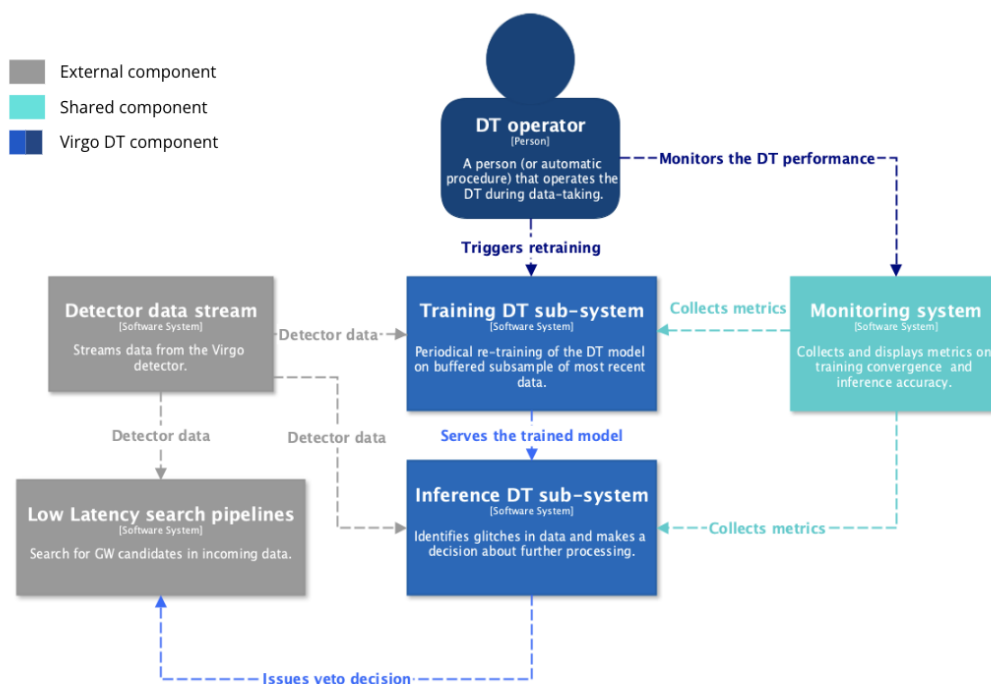 External component
Shared component
Virgo DT component
DT operator
[Person]
A person (or automatic
procedure) that operates the
DT during data-taking.
Monitors the DT performance
Triggers retraining
Detector data stream
[Software System]
Streams data from the Virgo
detector.
Detector data
Training DT sub-system
[Software System]
Periodical re-training of the DT model
on buffered subsample of most recent
data.
Collects metrics
Monitoring system
[Software System]
Collects and displays metrics on
training convergence and
inference accuracy.
Detector data
Detector data
Serves the trained model
Low Latency search pipelines
[Software System]
Search for GW candidates in incoming data.
Inference DT sub-system
[Software System]
Identifies glitches in data and makes a
decision about further processing.
Collects metrics
Issues veto decision